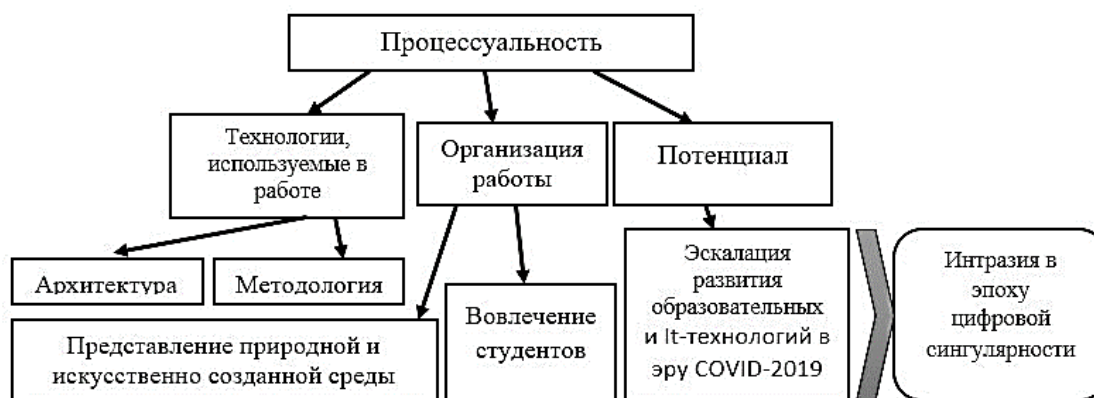 Процессуальность
Технологии,
используемые в
работе
Организация
работы
Потенциал
Архитектура
Методология
Представление природной и
искусственно созданной среды
Вовлечение
студентов
Эскалация
развития
образовательных
и It-технологий в
эру COVID-2019
Интразия в
эпоху
цифровой
сингулярности